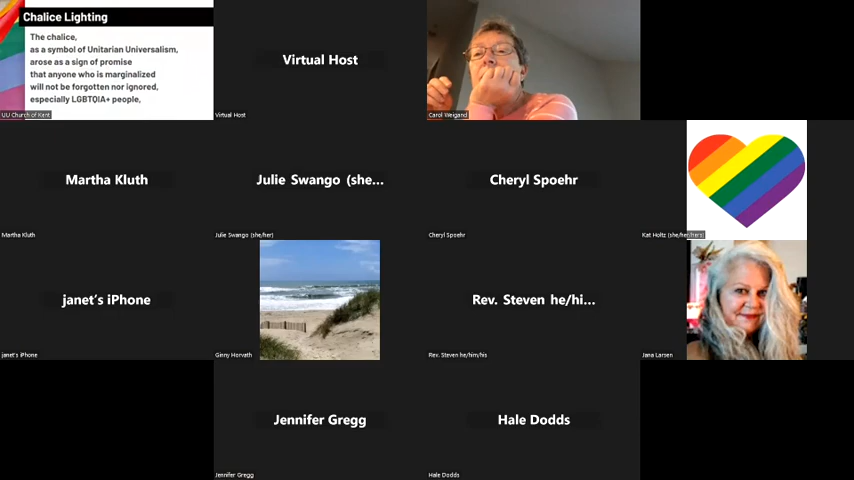 Chalice Lighting
The chalice,
as a symbol of Unitarian Universalism,
arose as a sign of promise
that anyone who is marginalized
will not be forgotten nor ignored,
especially LGBTQIA+ people,
UU Church of Kent
Virtual Host
Virtual Host
Carol Weigand
Martha Kluth
Martha Kluth
Julie Swango (she...
Julie Swango (she/her)
Cheryl Spoehr
Cheryl Spoehr
Kat Holtz (she/her/hers)
janet's iPhone
janet's iPhone
Ginny Horvath
Rev. Steven he/hi...
Rev. Steven he/him/his
Jana Larsen
Jennifer Gregg
Jennifer Gregg
Hale Dodds
Hale Dodds